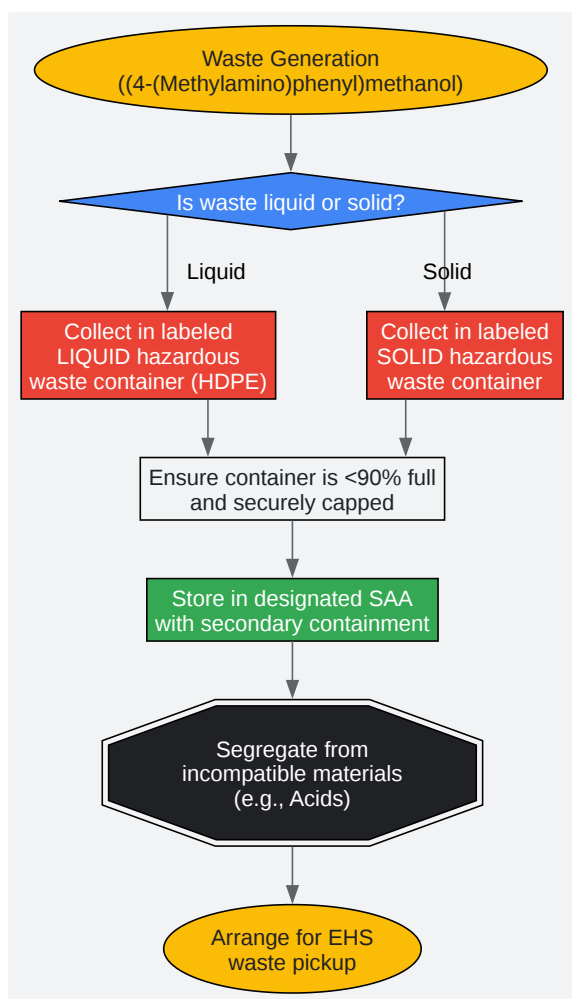 Waste Generation
((4-(Methylamino)phenyl)methanol)
Is waste liquid or solid?
Liquid
Solid
Collect in labeled
LIQUID hazardous
waste container (HDPE)
Collect in labeled
SOLID hazardous
waste container
Ensure container is <90% full
and securely capped
Store in designated SAA
with secondary containment
Segregate from
incompatible materials
(e.g., Acids)
Arrange for EHS
waste pickup